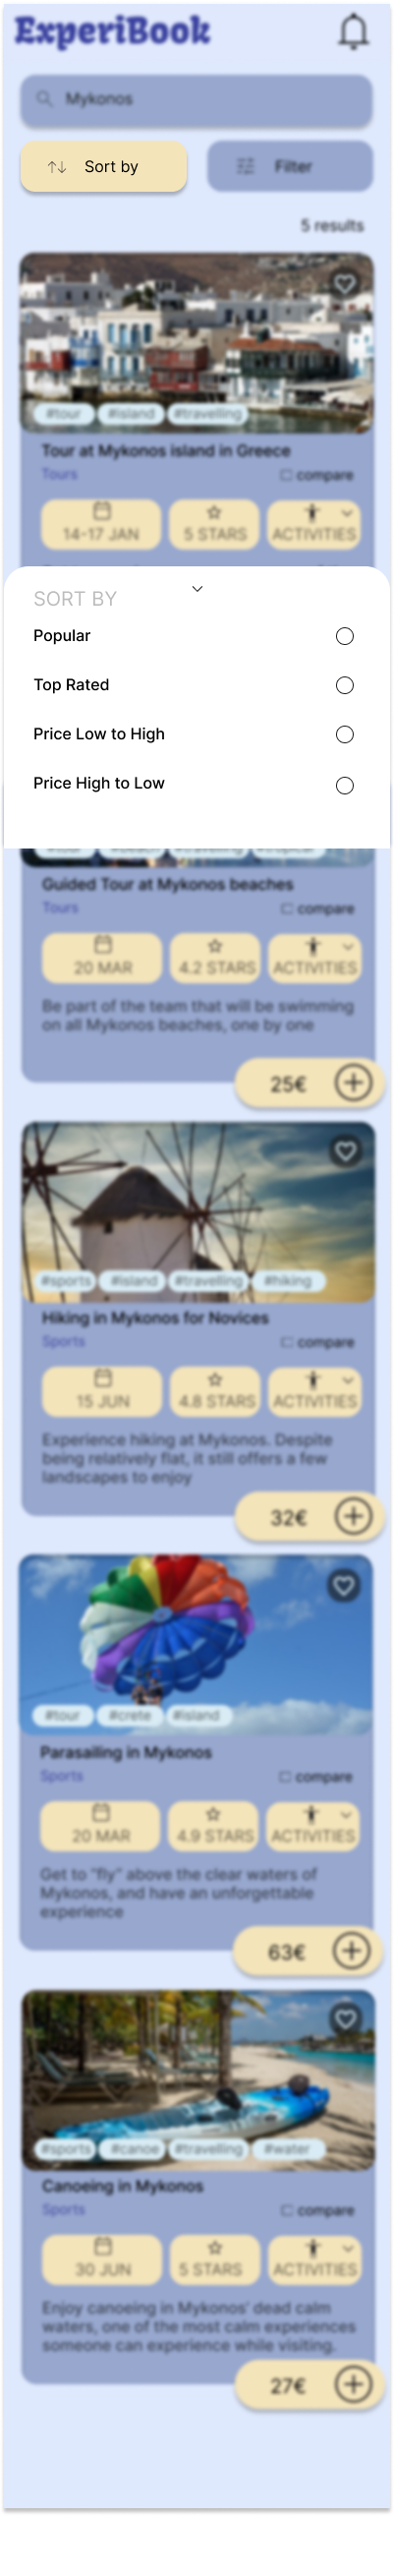 ExperiBook
Mykonos
Sort by
Filter
5 results
#tour #island #travelling
Tour at Mykonos island in Greece
Tours
compare
14-17 JAN
5 STARS
ACTIVITIES
SORT BY
Popular
Top Rated
Price Low to High
Price High to Low
#tour #beach #travelling #tropical
Guided Tour at Mykonos beaches
Tours
compare
20 MAR
4.2 STARS
ACTIVITIES
Be part of the team that will be swimming
on all Mykonos beaches, one by one
25€
#sports #island #travelling #hiking
Hiking in Mykonos for Novices
Sports
compare
15 JUN
4.8 STARS
ACTIVITIES
Experience hiking at Mykonos. Despite
being relatively flat, it still offers a few
landscapes to enjoy
32€
#tour #crete #island
Parasailing in Mykonos
Sports
compare
20 MAR
4.9 STARS
ACTIVITIES
Get to "fly" above the clear waters of
Mykonos, and have an unforgettable
experience
63€
#sports #canoe #travelling #water
Canoeing in Mykonos
Sports
compare
30 JUN
5 STARS
ACTIVITIES
Enjoy canoeing in Mykonos' dead calm
waters, one of the most calm experiences
someone can experience while visiting.
27€